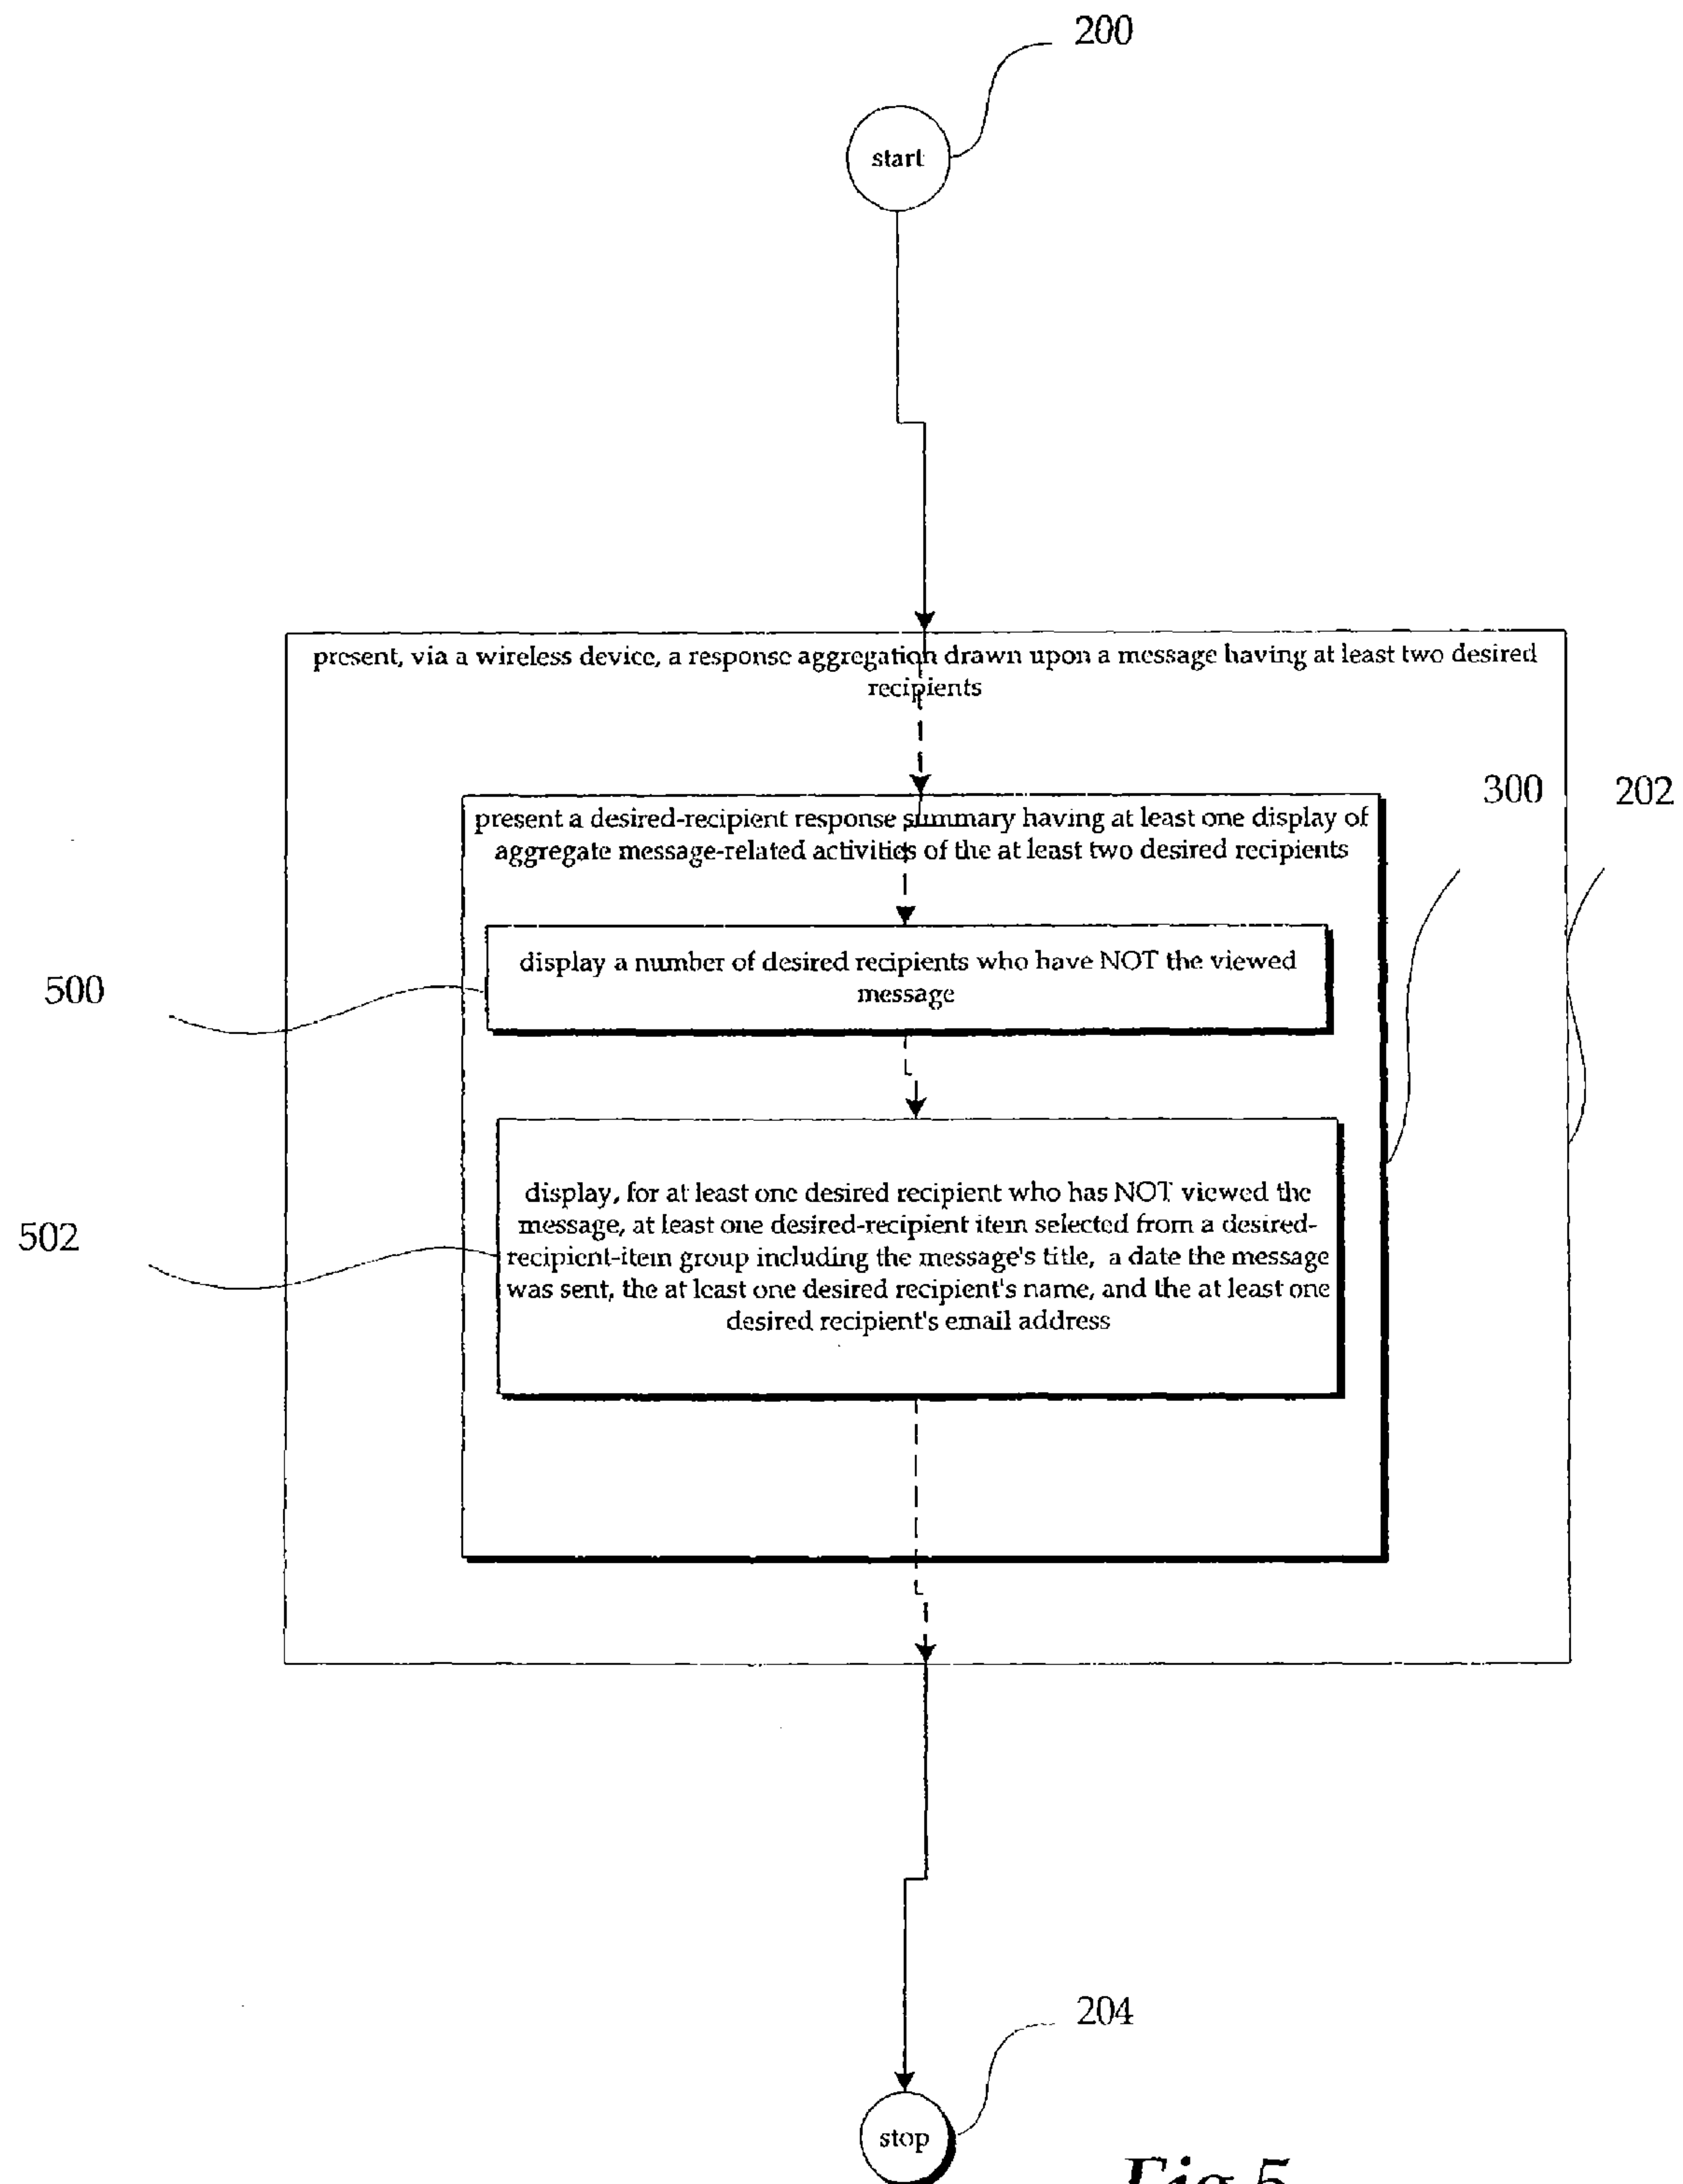 200
start
present, via a wireless device, a response aggregation drawn upon a message having at least two desired
recipients
300
202
present a desired-recipient response summary having at least one display of
aggregate message-related activities of the at least two desired recipients
display a number of desired recipients who have NOT the viewed
message
500
display, for at least one desired recipient who has NOT viewed the
message, at least one desired-recipient item selected from a desired-
recipient-item group including the message's title, a date the message
was sent, the at least one desired recipient's name, and the at least one
desired recipient's email address
502
204
stop
Fig 5